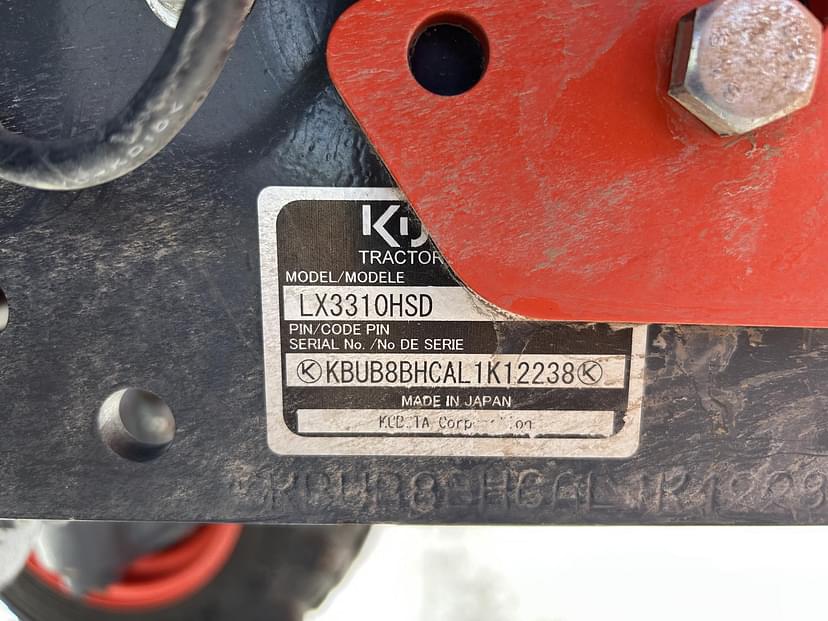 TRACTOR
MODEL/MODELE
LX3310HSD
PIN/CODE PIN
SERIAL No. /No DE SERIE
KBUB8BHCAL1K12238
MADE IN JAPAN